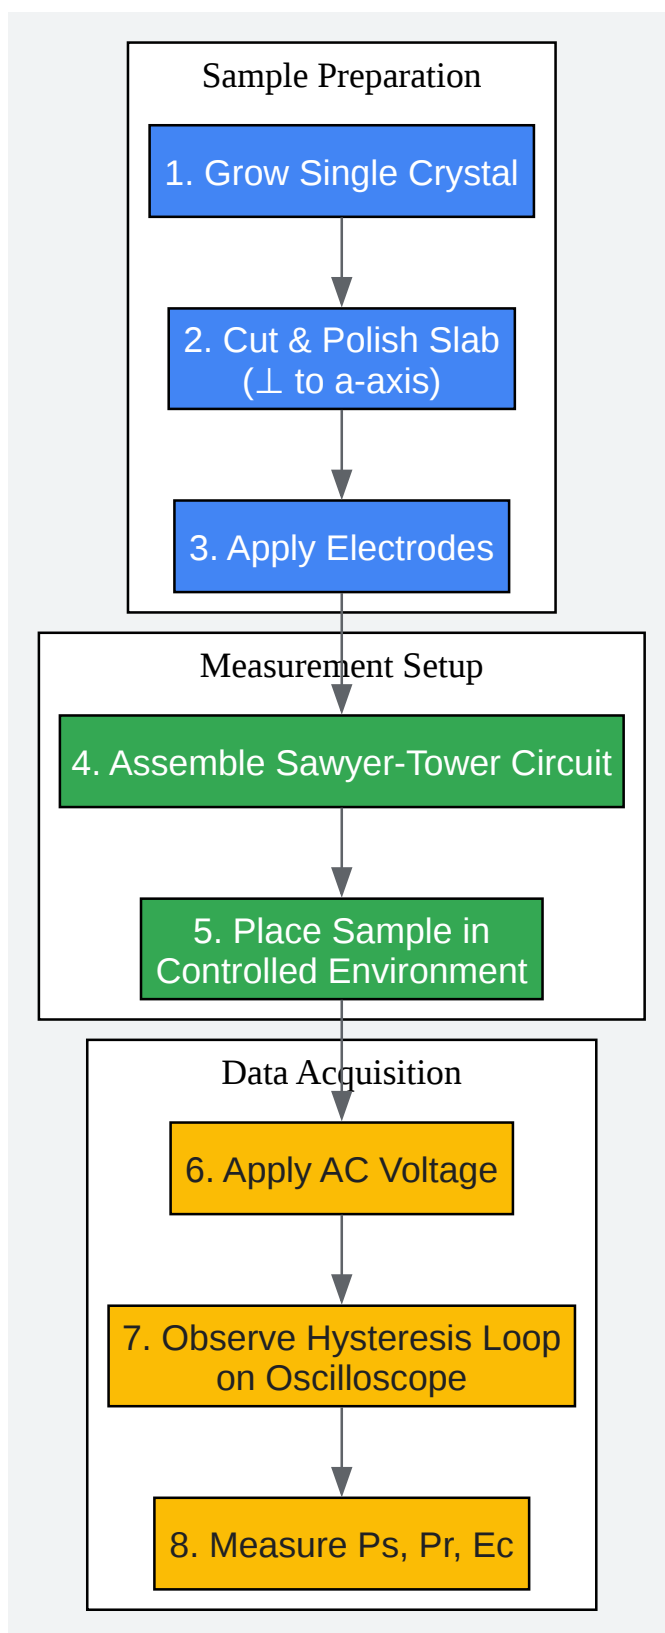 Sample Preparation
1. Grow Single Crystal
2. Cut & Polish Slab
(⊥ to a-axis)
3. Apply Electrodes
Measurement Setup
4. Assemble Sawyer-Tower Circuit
5. Place Sample in
Controlled Environment
Data Acquisition
6. Apply AC Voltage
7. Observe Hysteresis Loop
on Oscilloscope
8. Measure Ps, Pr, Ec